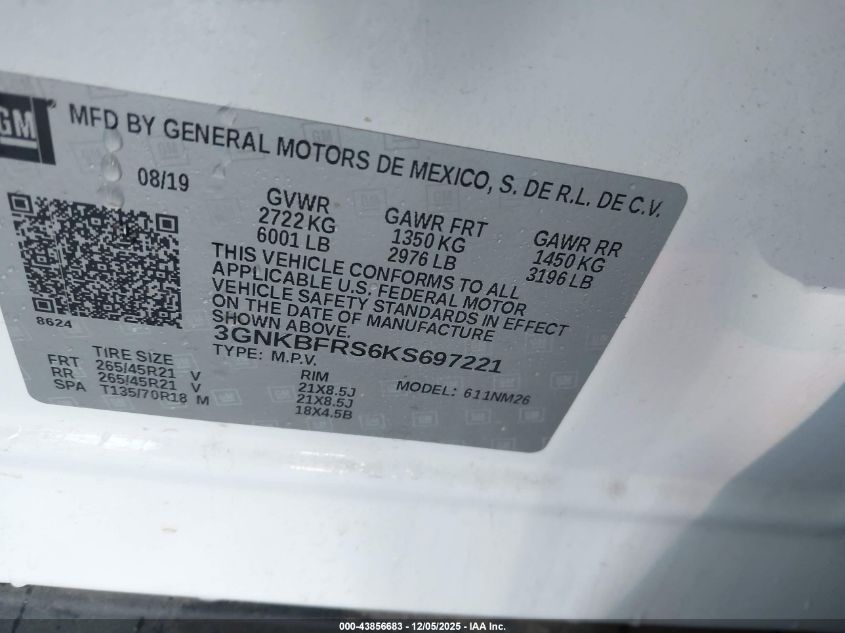 GM
MFD BY GENERAL MOTORS DE MEXICO, S. DE R.L. DE C.V.
08/19
GVWR
2722 KG
6001 LB
GAWR FRT
1350 KG
2976 LB
GAWR RR
1450 KG
3196 LB
THIS VEHICLE CONFORMS TO ALL
APPLICABLE U.S. FEDERAL MOTOR
VEHICLE SAFETY STANDARDS IN EFFECT
ON THE DATE OF MANUFACTURE
SHOWN ABOVE.
8624
3GNKBFRS6KS697221
TYPE: M.P.V.
MODEL: 611NM26
TIRE SIZE
RIM
FRT 265/45R21 V 21X8.5J
RR 265/45R21 V 21X8.5J
SPA T135/70R18 M 18X4.5B
000-43856683 - 12/05/2025 - IAA Inc.